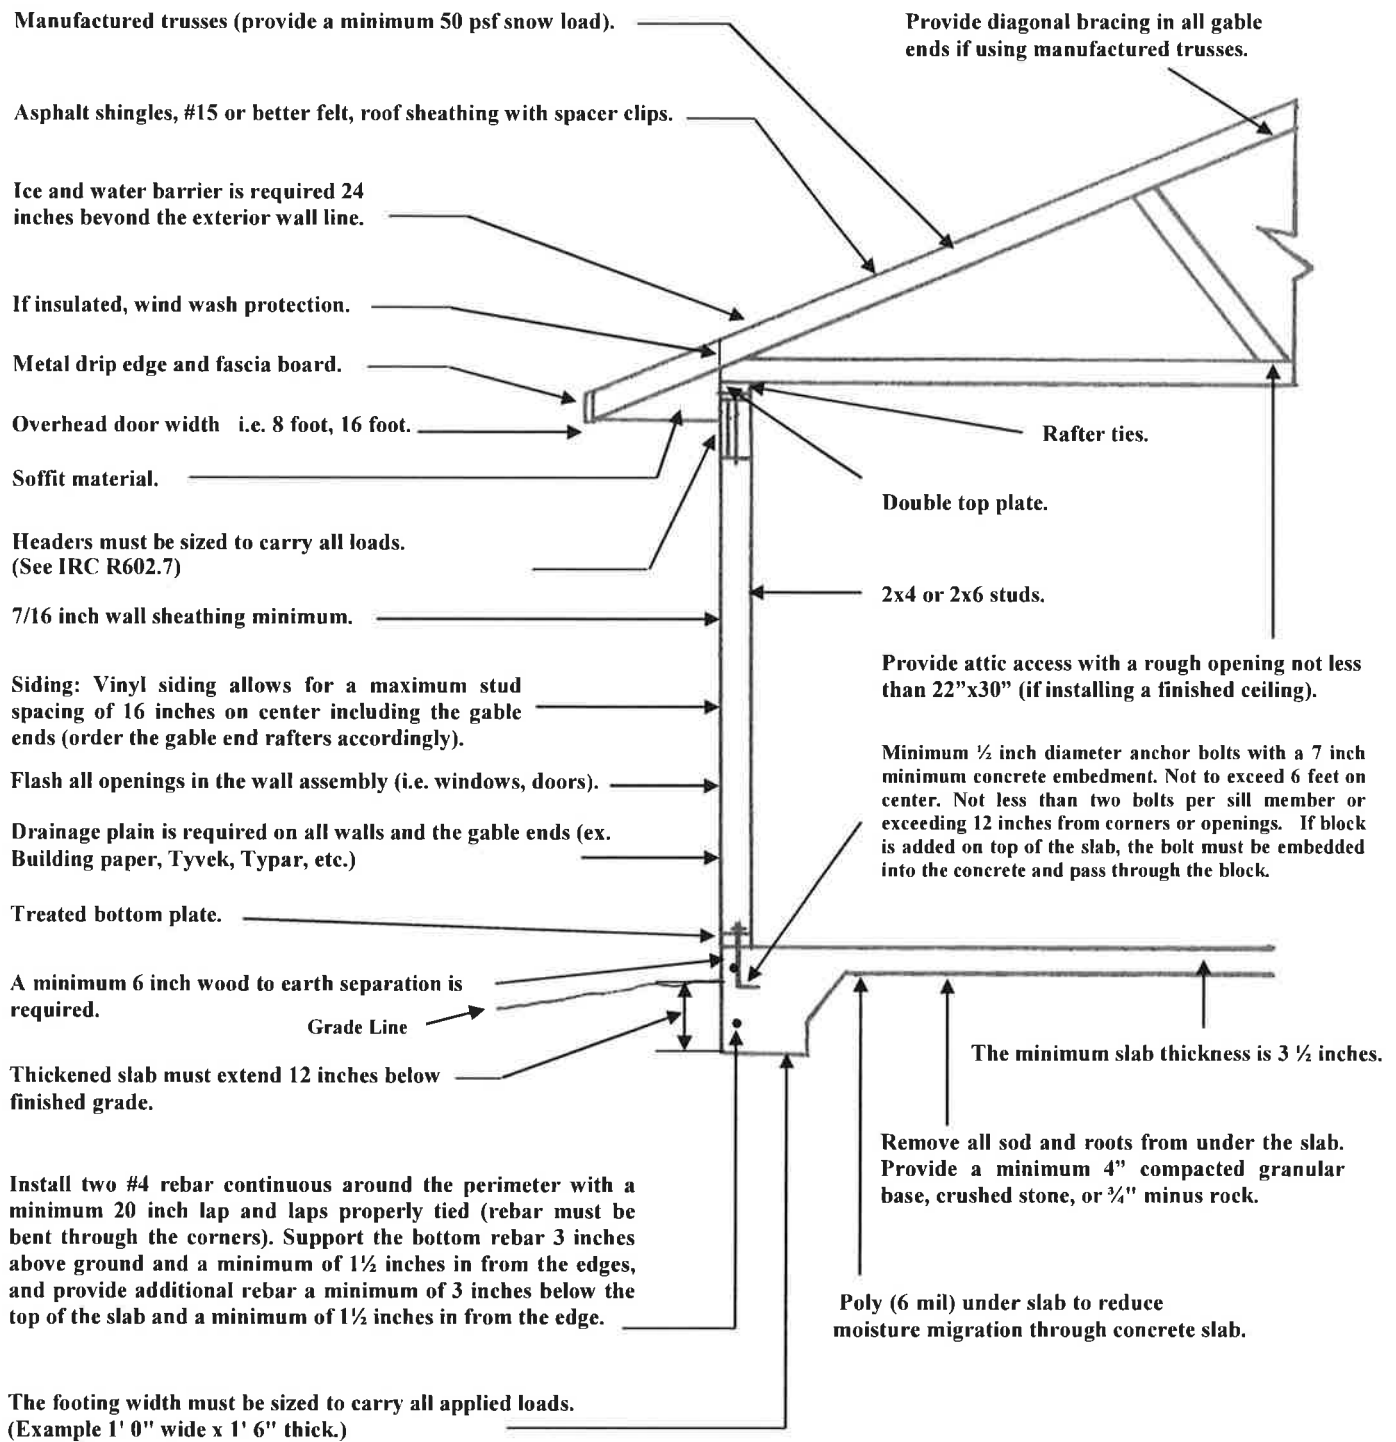 Manufactured trusses (provide a minimum 50 psf snow load).
Provide diagonal bracing in all gable
ends if using manufactured trusses.
Asphalt shingles, #15 or better felt, roof sheathing with spacer clips.
Ice and water barrier is required 24
inches beyond the exterior wall line.
If insulated, wind wash protection.
Metal drip edge and fascia board.
Overhead door width i.e. 8 foot, 16 foot.
Rafter ties.
Soffit material.
Double top plate.
Headers must be sized to carry all loads.
(See IRC R602.7)
2x4 or 2x6 studs.
7/16 inch wall sheathing minimum.
Provide attic access with a rough opening not less
than 22”x30” (if installing a finished ceiling).
Siding: Vinyl siding allows for a maximum stud
spacing of 16 inches on center including the gable
ends (order the gable end rafters accordingly).
Minimum ½ inch diameter anchor bolts with a 7 inch
minimum concrete embedment. Not to exceed 6 feet on
center. Not less than two bolts per sill member or
exceeding 12 inches from corners or openings. If block
is added on top of the slab, the bolt must be embedded
into the concrete and pass through the block.
Flash all openings in the wall assembly (i.e. windows, doors).
Drainage plain is required on all walls and the gable ends (ex.
Building paper, Tyvek, Typar, etc.)
Treated bottom plate.
A minimum 6 inch wood to earth separation is
required.
Grade Line
The minimum slab thickness is 3 ½ inches.
Thickened slab must extend 12 inches below
finished grade.
Remove all sod and roots from under the slab.
Provide a minimum 4” compacted granular
base, crushed stone, or ¾" minus rock.
Install two #4 rebar continuous around the perimeter with a
minimum 20 inch lap and laps properly tied (rebar must be
bent through the corners). Support the bottom rebar 3 inches
above ground and a minimum of 1½ inches in from the edges,
and provide additional rebar a minimum of 3 inches below the
top of the slab and a minimum of 1½ inches in from the edge.
Poly (6 mil) under slab to reduce
moisture migration through concrete slab.
The footing width must be sized to carry all applied loads.
(Example 1' 0" wide x 1' 6" thick.)